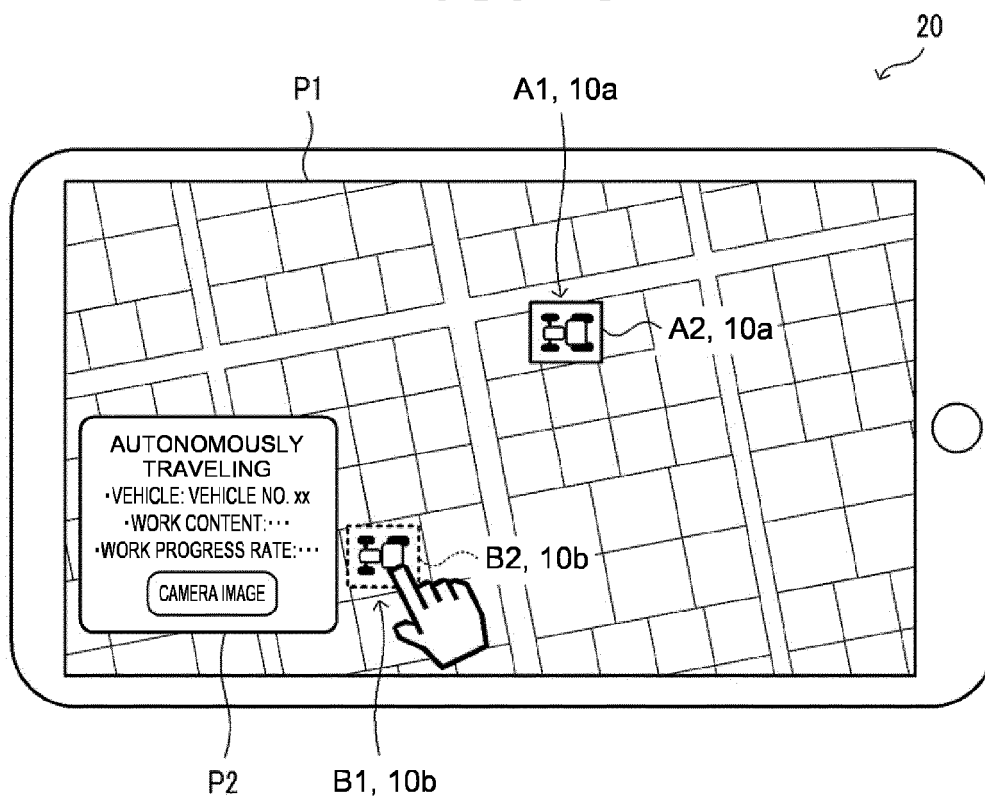 20
P1
A1, 10a
A2, 10a
AUTONOMOUSLY
TRAVELING
・VEHICLE: VEHICLE NO. xx
・WORK CONTENT:···
・WORK PROGRESS RATE:···
CAMERA IMAGE
B2, 10b
P2
B1, 10b